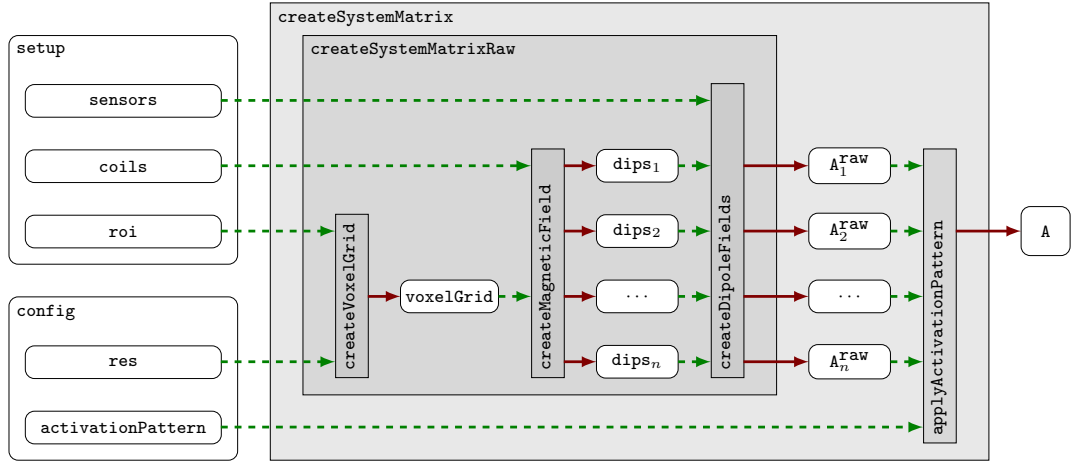 createSystemMatrix
setup
createSystemMatrixRaw
sensors
coils
dips₁
A₁ʳᵃʷ
roi
dips₂
A₂ʳᵃʷ
A
createVoxelGrid
voxelGrid
createMagneticField
...
createDipoleFields
...
applyActivationPattern
config
res
dipsₙ
Aₙʳᵃʷ
activationPattern